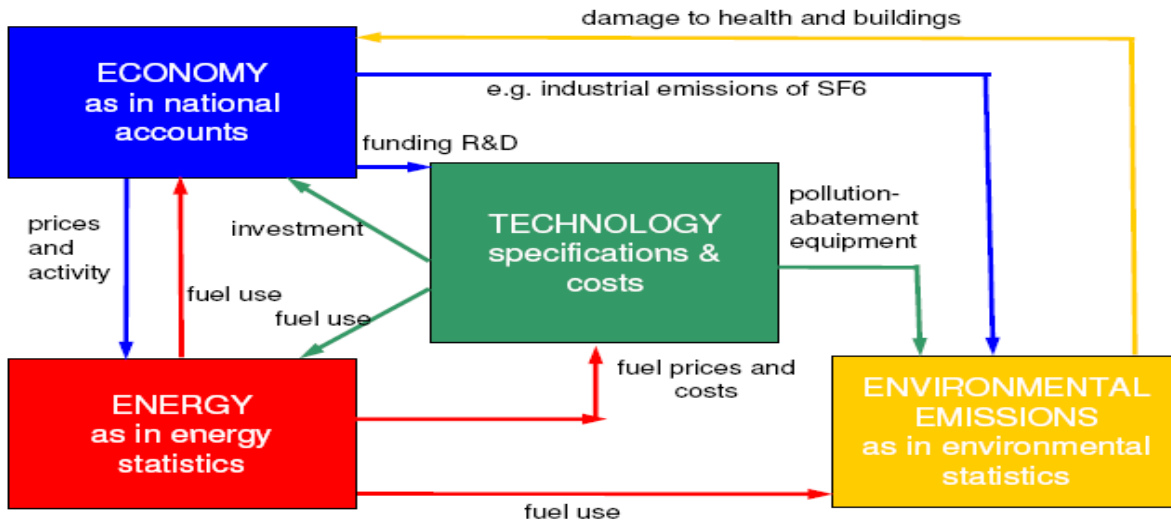 damage to health and buildings
ECONOMY
as in national
accounts
e.g. industrial emissions of SF6
funding R&D
TECHNOLOGY
specifications &
costs
pollution-
abatement
equipment
prices
and
activity
investment
fuel use
fuel use
fuel prices and
costs
ENERGY
as in energy
statistics
ENVIRONMENTAL
EMISSIONS
as in environmental
statistics
fuel use